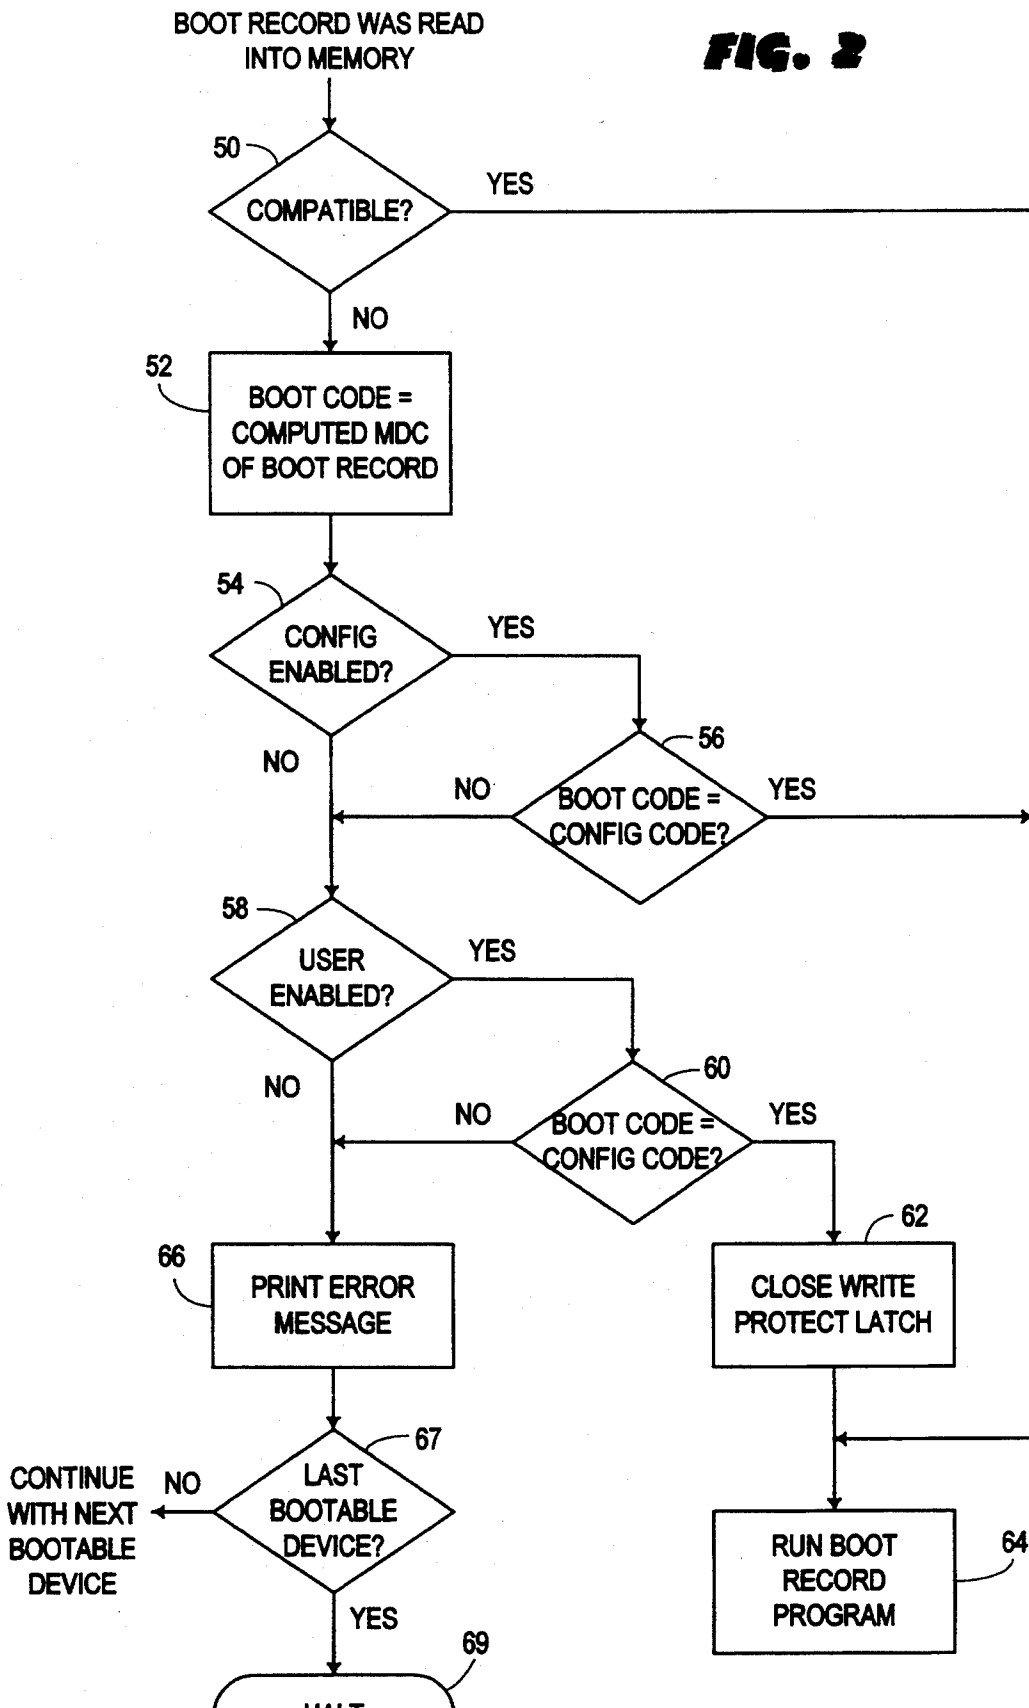 BOOT RECORD WAS READ
INTO MEMORY
FIG. 2
50
COMPATIBLE?
YES
NO
52
BOOT CODE =
COMPUTED MDC
OF BOOT RECORD
54
CONFIG
ENABLED?
YES
NO
56
BOOT CODE =
CONFIG CODE?
NO
YES
58
USER
ENABLED?
YES
NO
60
BOOT CODE =
CONFIG CODE?
NO
YES
62
CLOSE WRITE
PROTECT LATCH
66
PRINT ERROR
MESSAGE
67
LAST
BOOTABLE
DEVICE?
NO
CONTINUE
WITH NEXT
BOOTABLE
DEVICE
YES
64
RUN BOOT
RECORD
PROGRAM
69